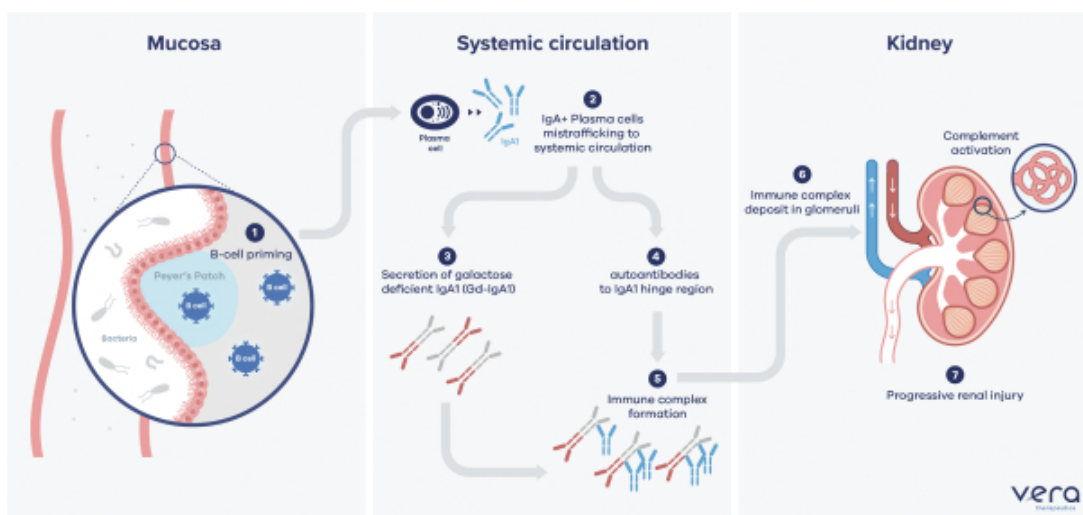 Mucosa
Systemic circulation
Kidney
1
B-cell priming
Peyer's Patch
B cell
B cell
B cell
Bacteria
Plasma
cell
IgA1
2
IgA+ Plasma cells
mistrafficking to
systemic circulation
3
Secretion of galactose
deficient IgA1 (Gd-IgA1)
4
autoantibodies
to IgA1 hinge region
5
Immune complex
formation
6
Immune complex
deposit in glomeruli
Complement
activation
7
Progressive renal injury
vera
therapeutics